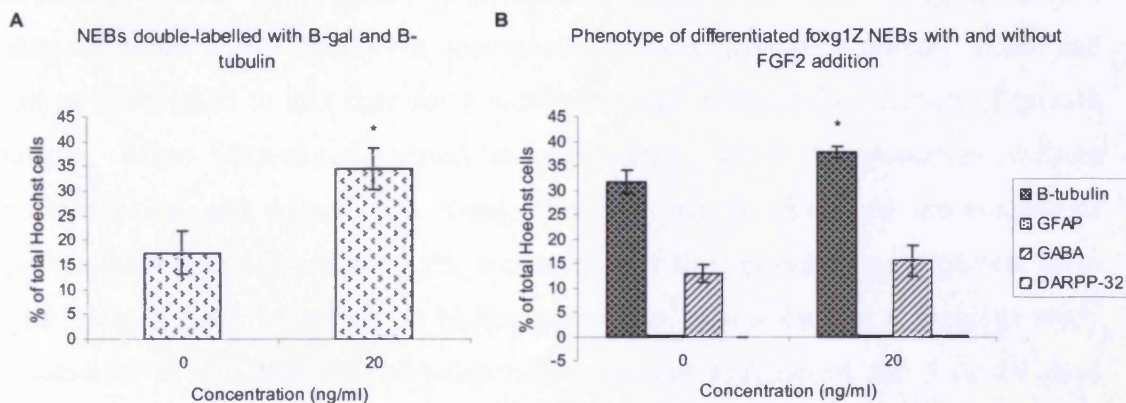 A
NEBs double-labelled with B-gal and B-
tubulin
% of total Hoechst cells
45
40
35
30
25
20
15
10
5
0
*
0
20
Concentration (ng/ml)
B
Phenotype of differentiated foxg1Z NEBs with and without
FGF2 addition
% of total Hoechst cells
45
40
35
30
25
20
15
10
5
0
-5
*
0
20
Concentration (ng/ml)
B-tubulin
GFAP
GABA
DARPP-32